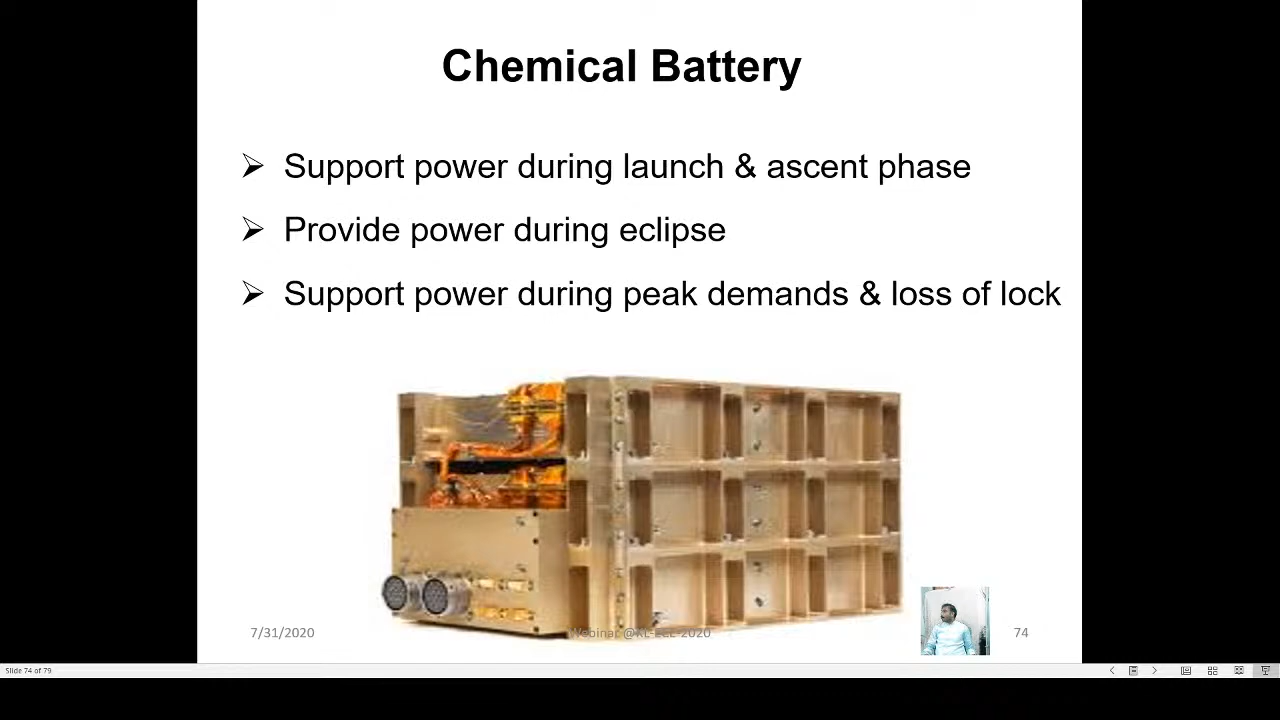 Chemical Battery
➢ Support power during launch & ascent phase
➢ Provide power during eclipse
➢ Support power during peak demands & loss of lock
7/31/2020
Webinar @KL-EEE-2020
74
Slide 74 of 79